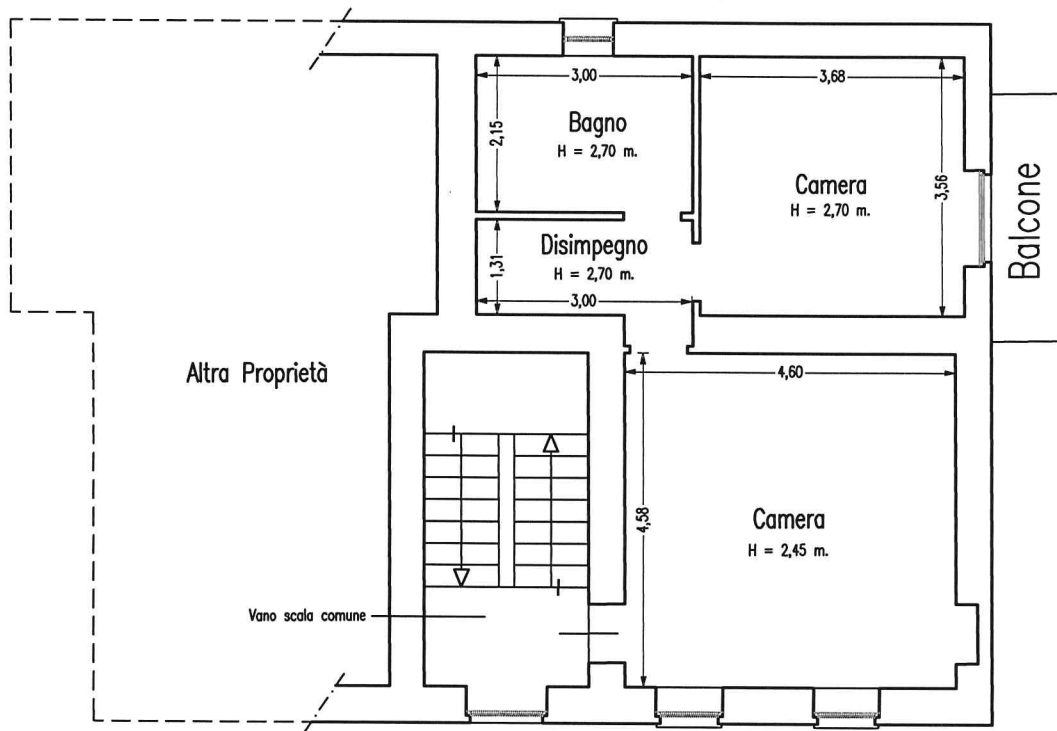 3,00
3,68
2,15
Bagno
H = 2,70 m.
Camera
H = 2,70 m.
3,56
Balcone
Disimpegno
H = 2,70 m.
1,31
3,00
Altra Proprietà
4,60
4,58
Camera
H = 2,45 m.
Vano scala comune